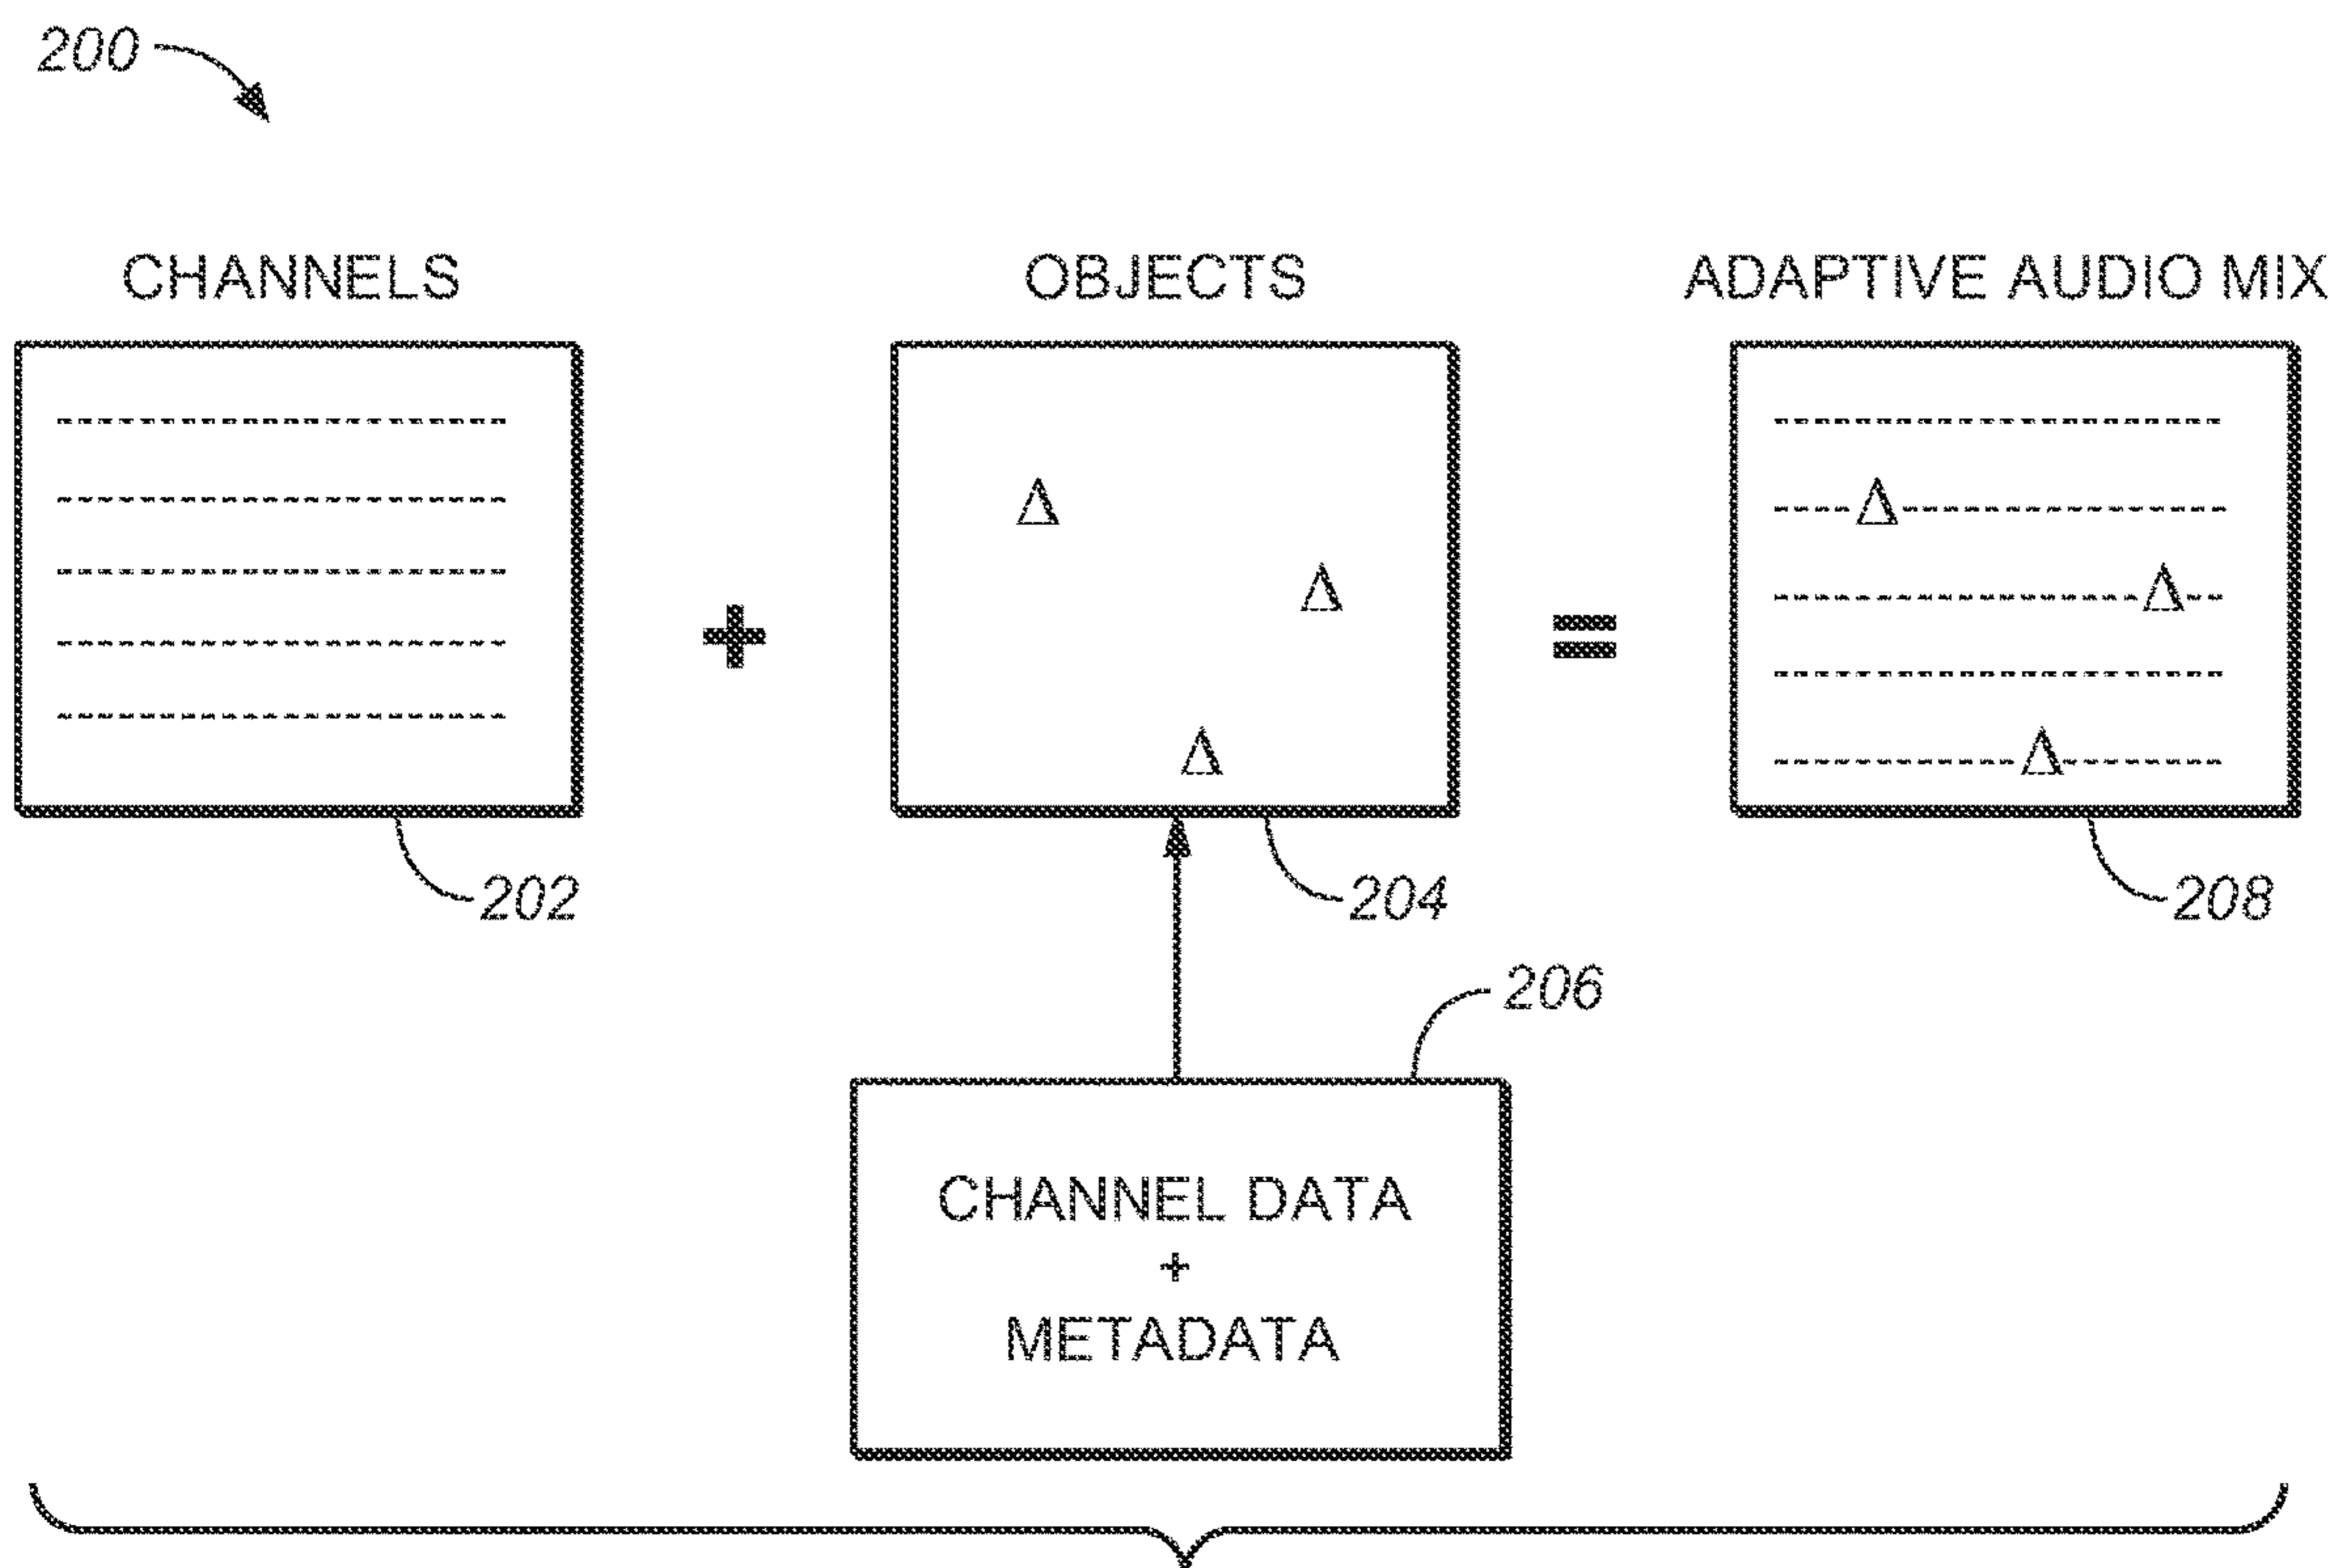 200
CHANNELS
OBJECTS
ADAPTIVE AUDIO MIX
+
=
202
204
208
206
CHANNEL DATA
+
METADATA